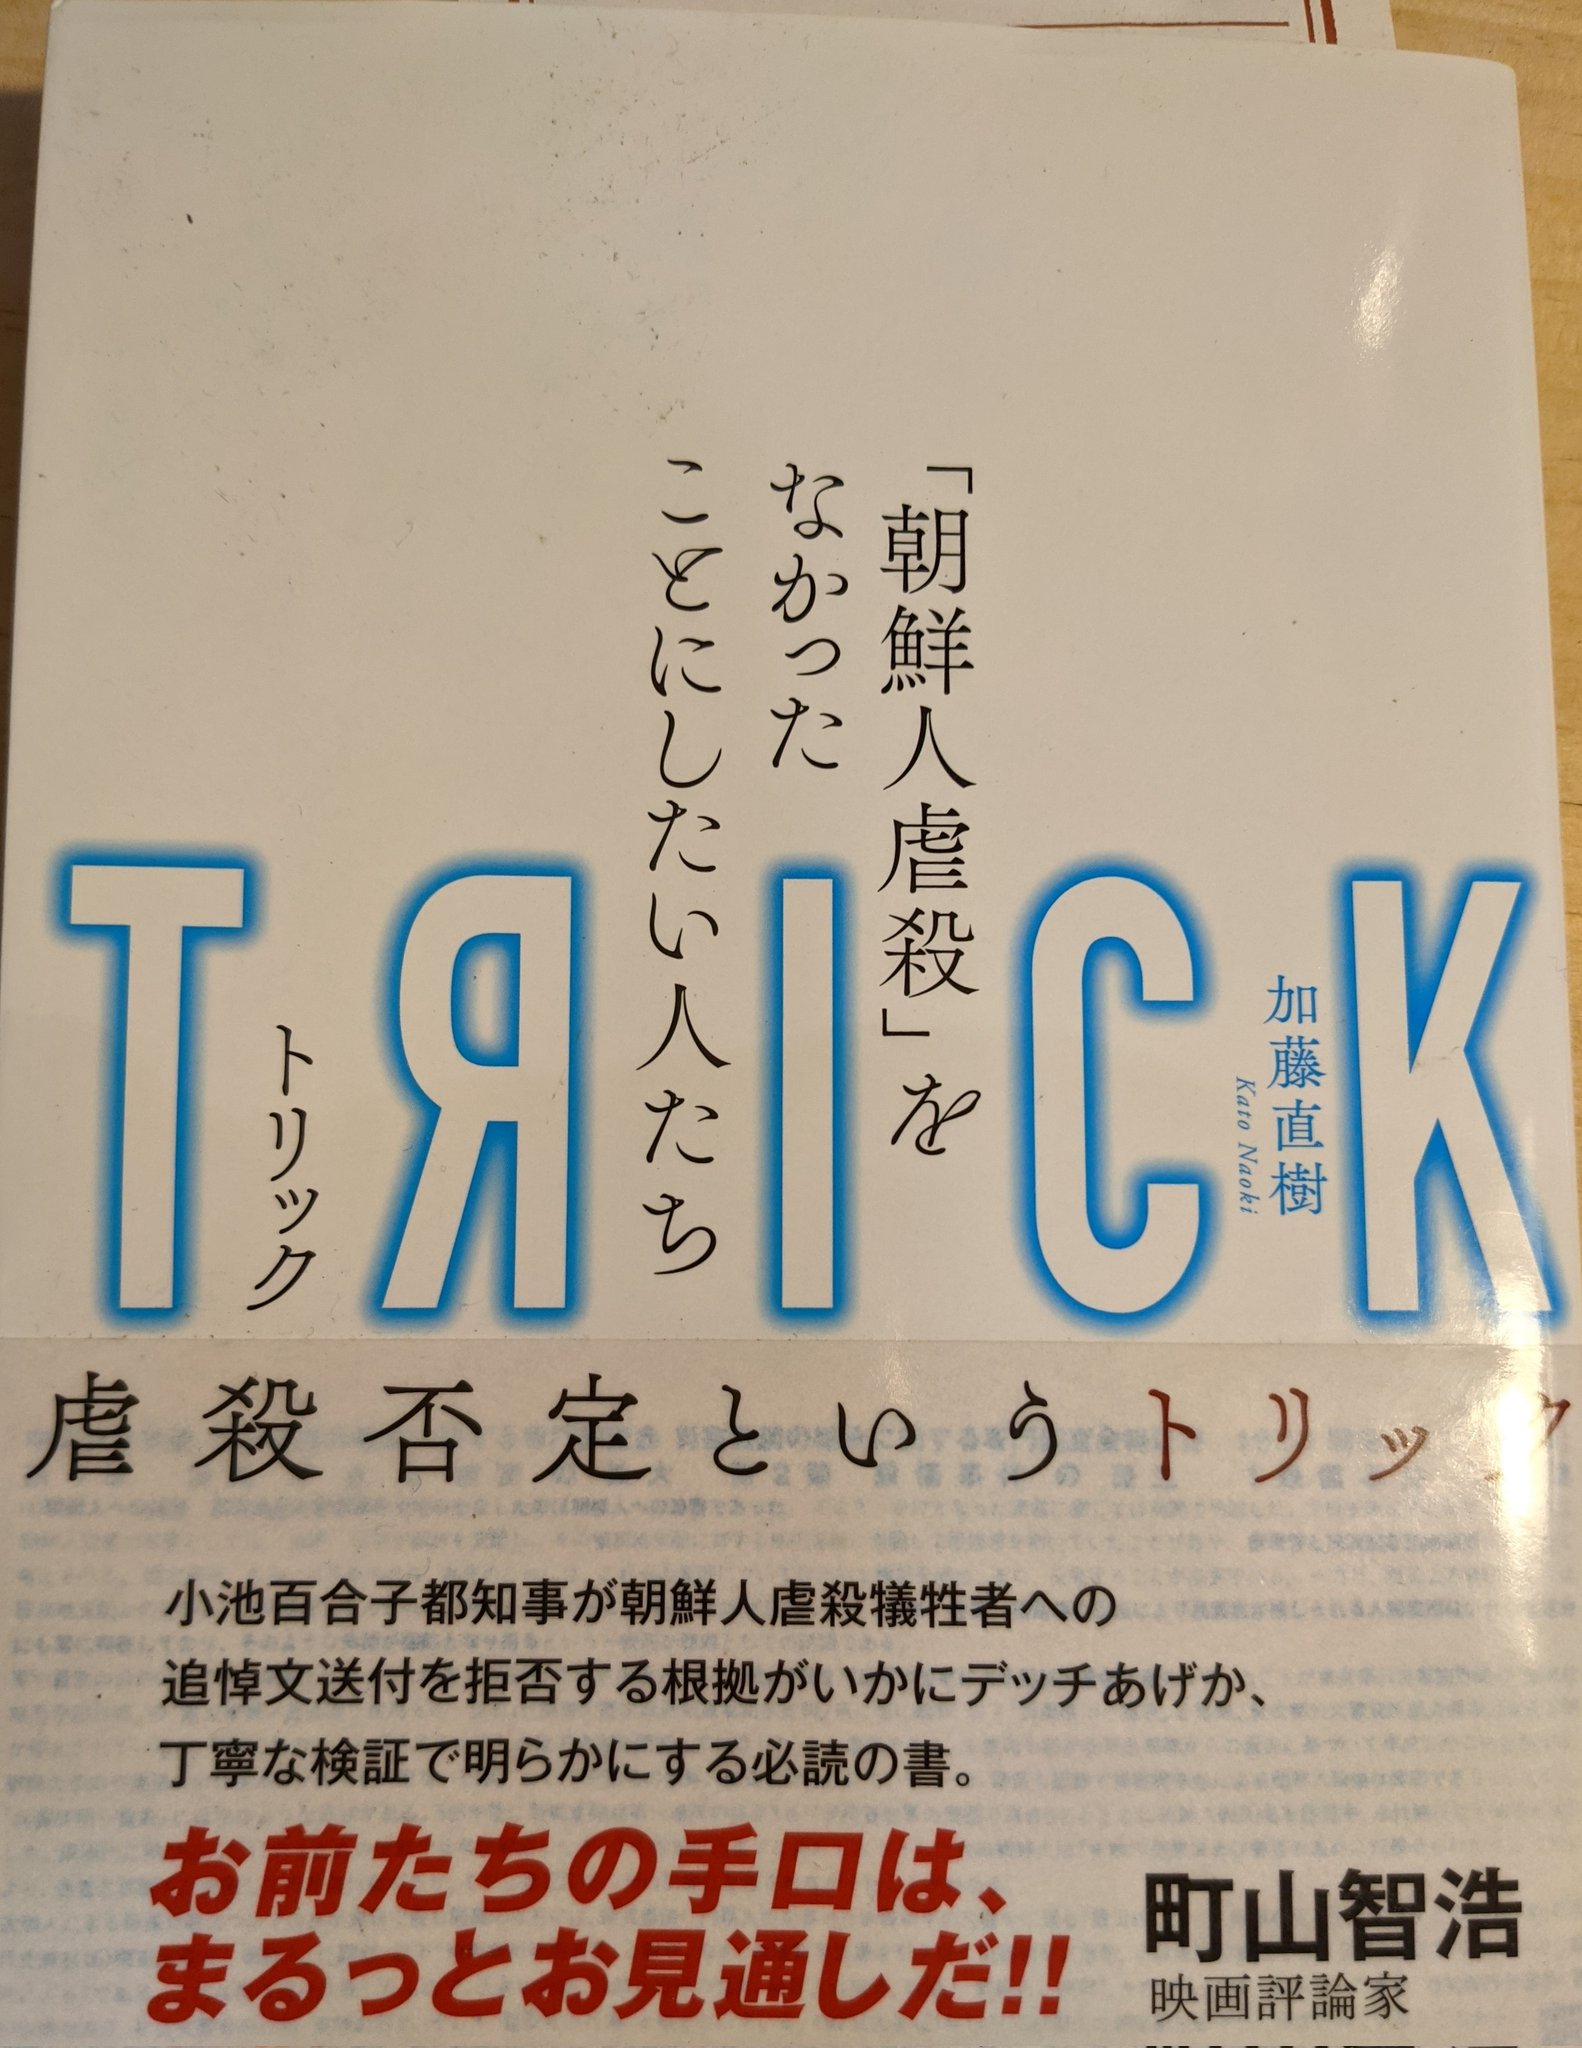 「朝鮮人虐殺」を
なかった
ことにしたい人たち
TRICK
トリック
加藤直樹
Kato Naoki
虐殺否定というトリック
小池百合子都知事が朝鮮人虐殺犠牲者への
追悼文送付を拒否する根拠がいかにデッチあげか、
丁寧な検証で明らかにする必読の書。
お前たちの手口は、
まるっとお見通しだ!!
町山智浩
映画評論家